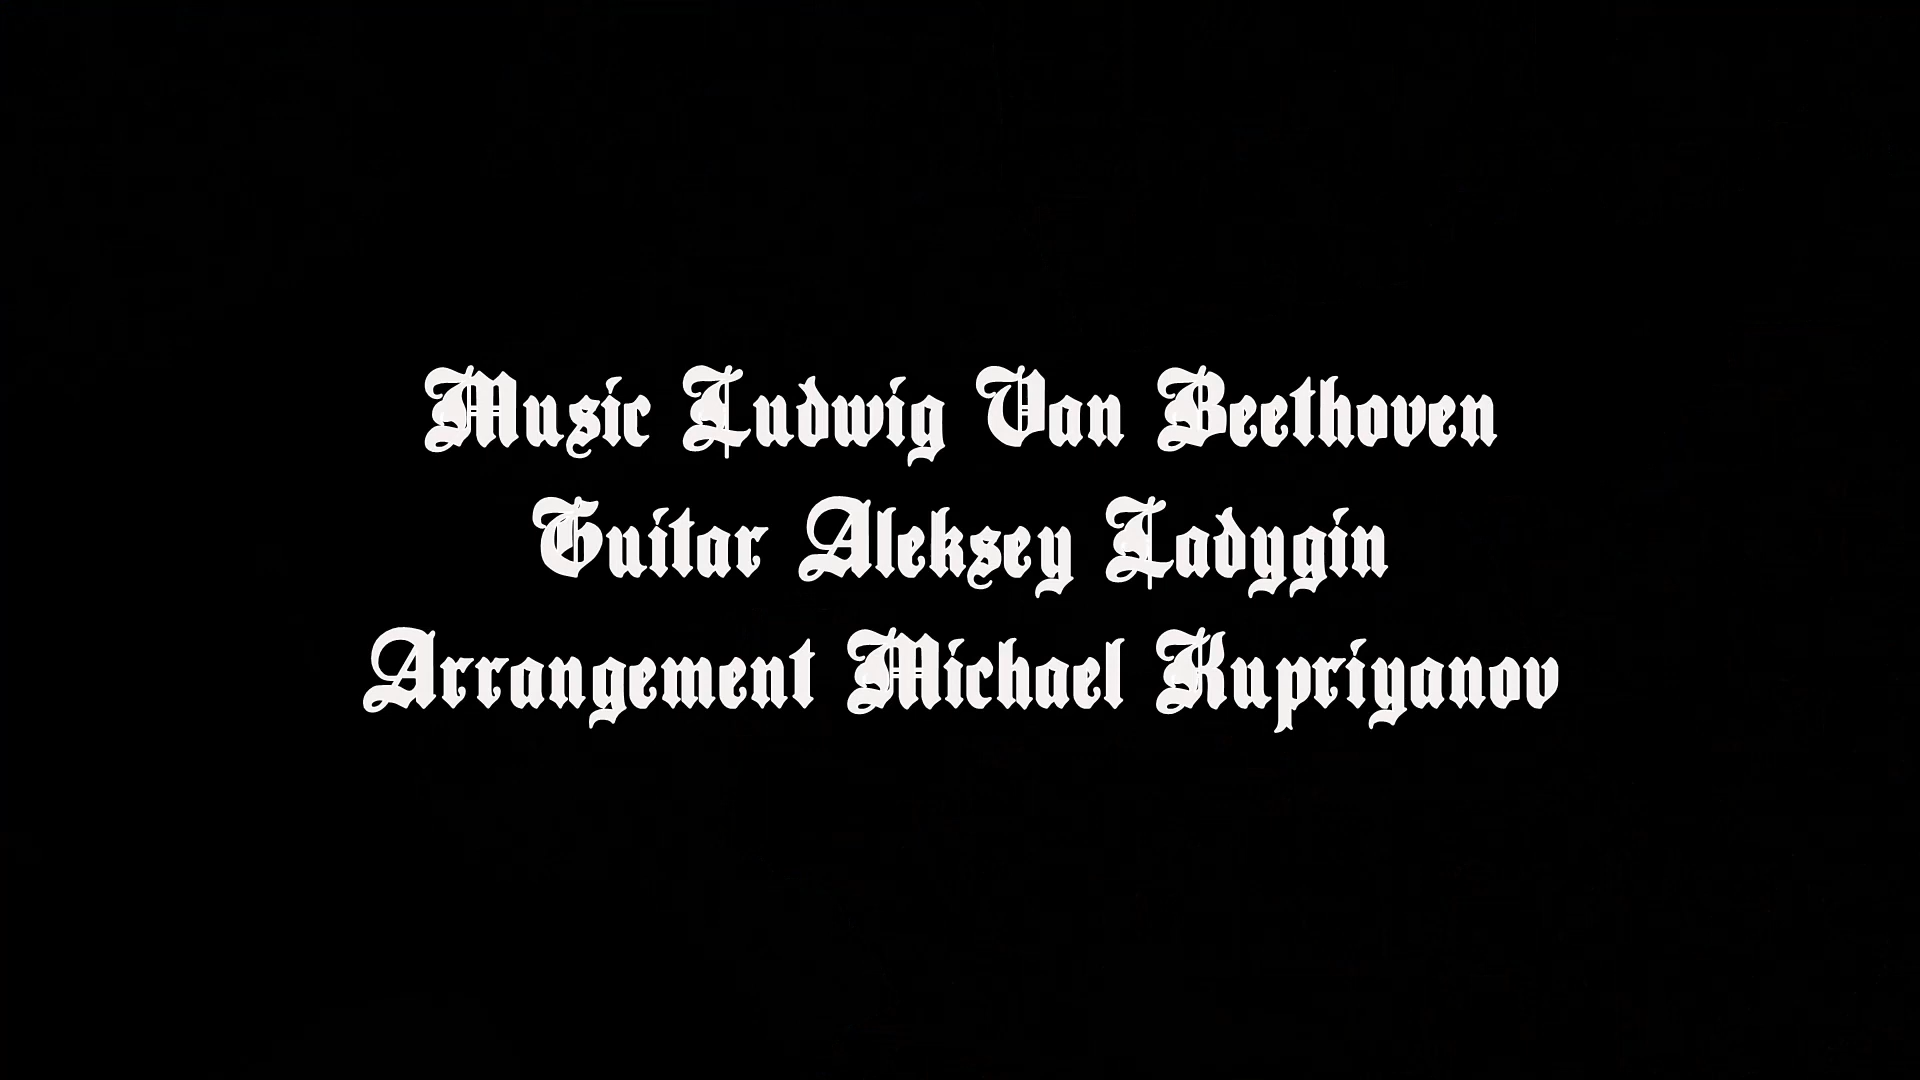 Music Ludwig Van Beethoven
Guitar Aleksey Ladygin
Arrangement Michael Kupriyanov